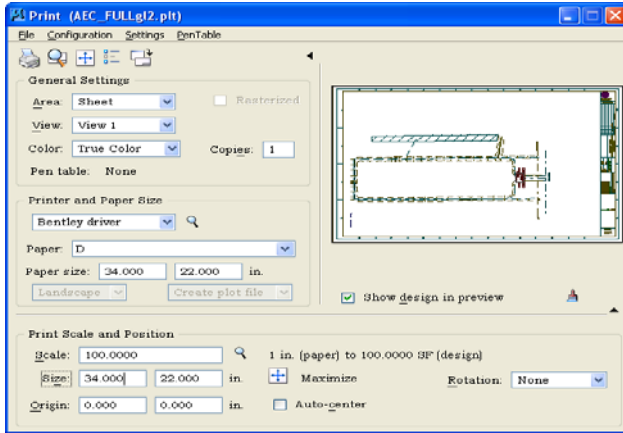 Print (AEC_FULLgl2.plt)
File Configuration Settings PenTable
General Settings
Area: Sheet Rasterized
View: View 1
Color: True Color Copies: 1
Pen table: None
Printer and Paper Size
Bentley driver
Paper: D
Paper size: 34.000 22.000 in.
Landscape Create plot file
Show design in preview
Print Scale and Position
Scale: 100.0000 1 in. (paper) to 100.0000 SF (design)
Size: 34.000 22.000 in. Maximize Rotation: None
Origin: 0.000 0.000 in. Auto-center